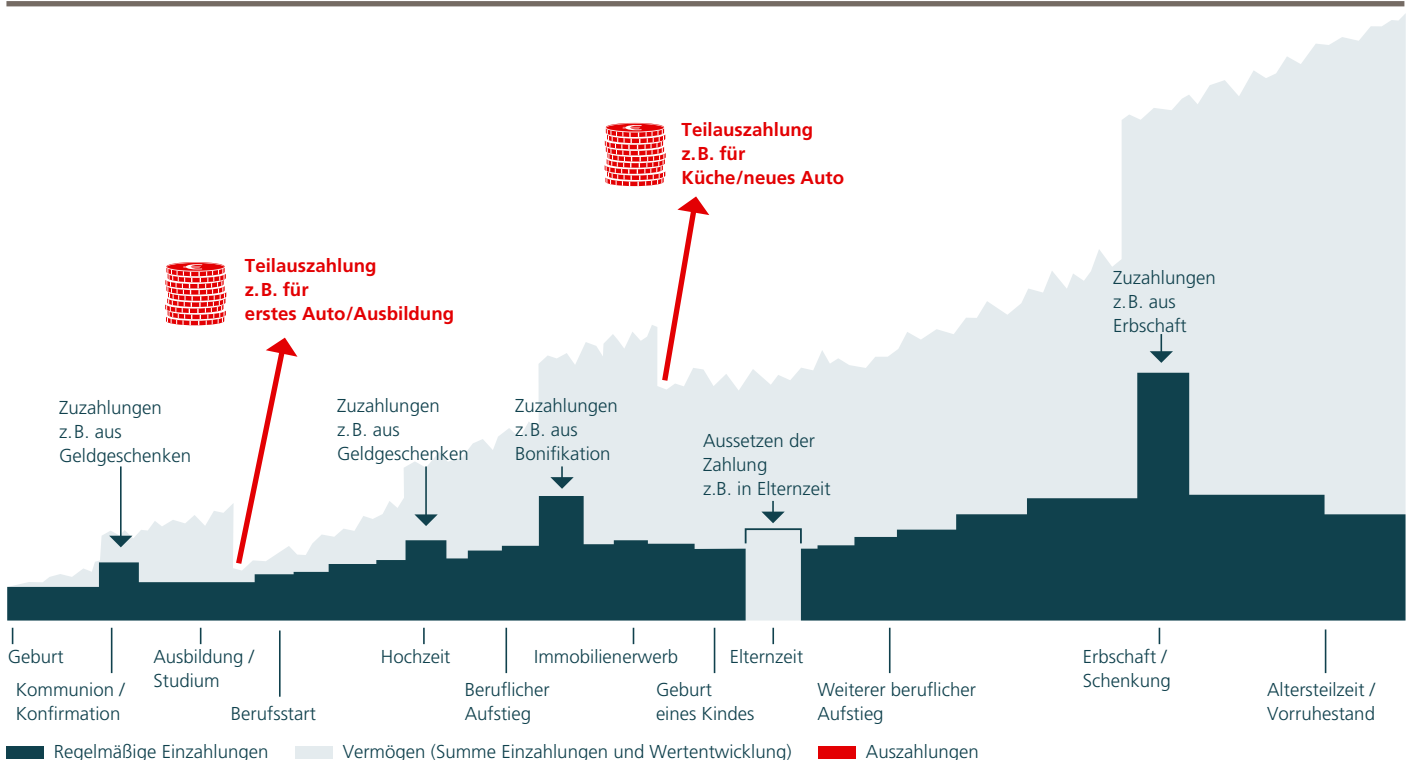 Teilauszahlung
z.B. für
Küche/neues Auto
€
Teilauszahlung
z.B. für
erstes Auto/Ausbildung
€
Zuzahlungen
z.B. aus
Erbschaft
Zuzahlungen
z.B. aus
Geldgeschenken
Zuzahlungen
z.B. aus
Geldgeschenken
Zuzahlungen
z.B. aus
Bonifikation
Aussetzen der
Zahlung
z.B. in Elternzeit
Geburt
Kommunion /
Konfirmation
Ausbildung /
Studium
Berufsstart
Hochzeit
Beruflicher
Aufstieg
Immobilienerwerb
Geburt
eines Kindes
Elternzeit
Weiterer beruflicher
Aufstieg
Erbschaft /
Schenkung
Altersteilzeit /
Vorruhestand
Regelmäßige Einzahlungen
Vermögen (Summe Einzahlungen und Wertentwicklung)
Auszahlungen